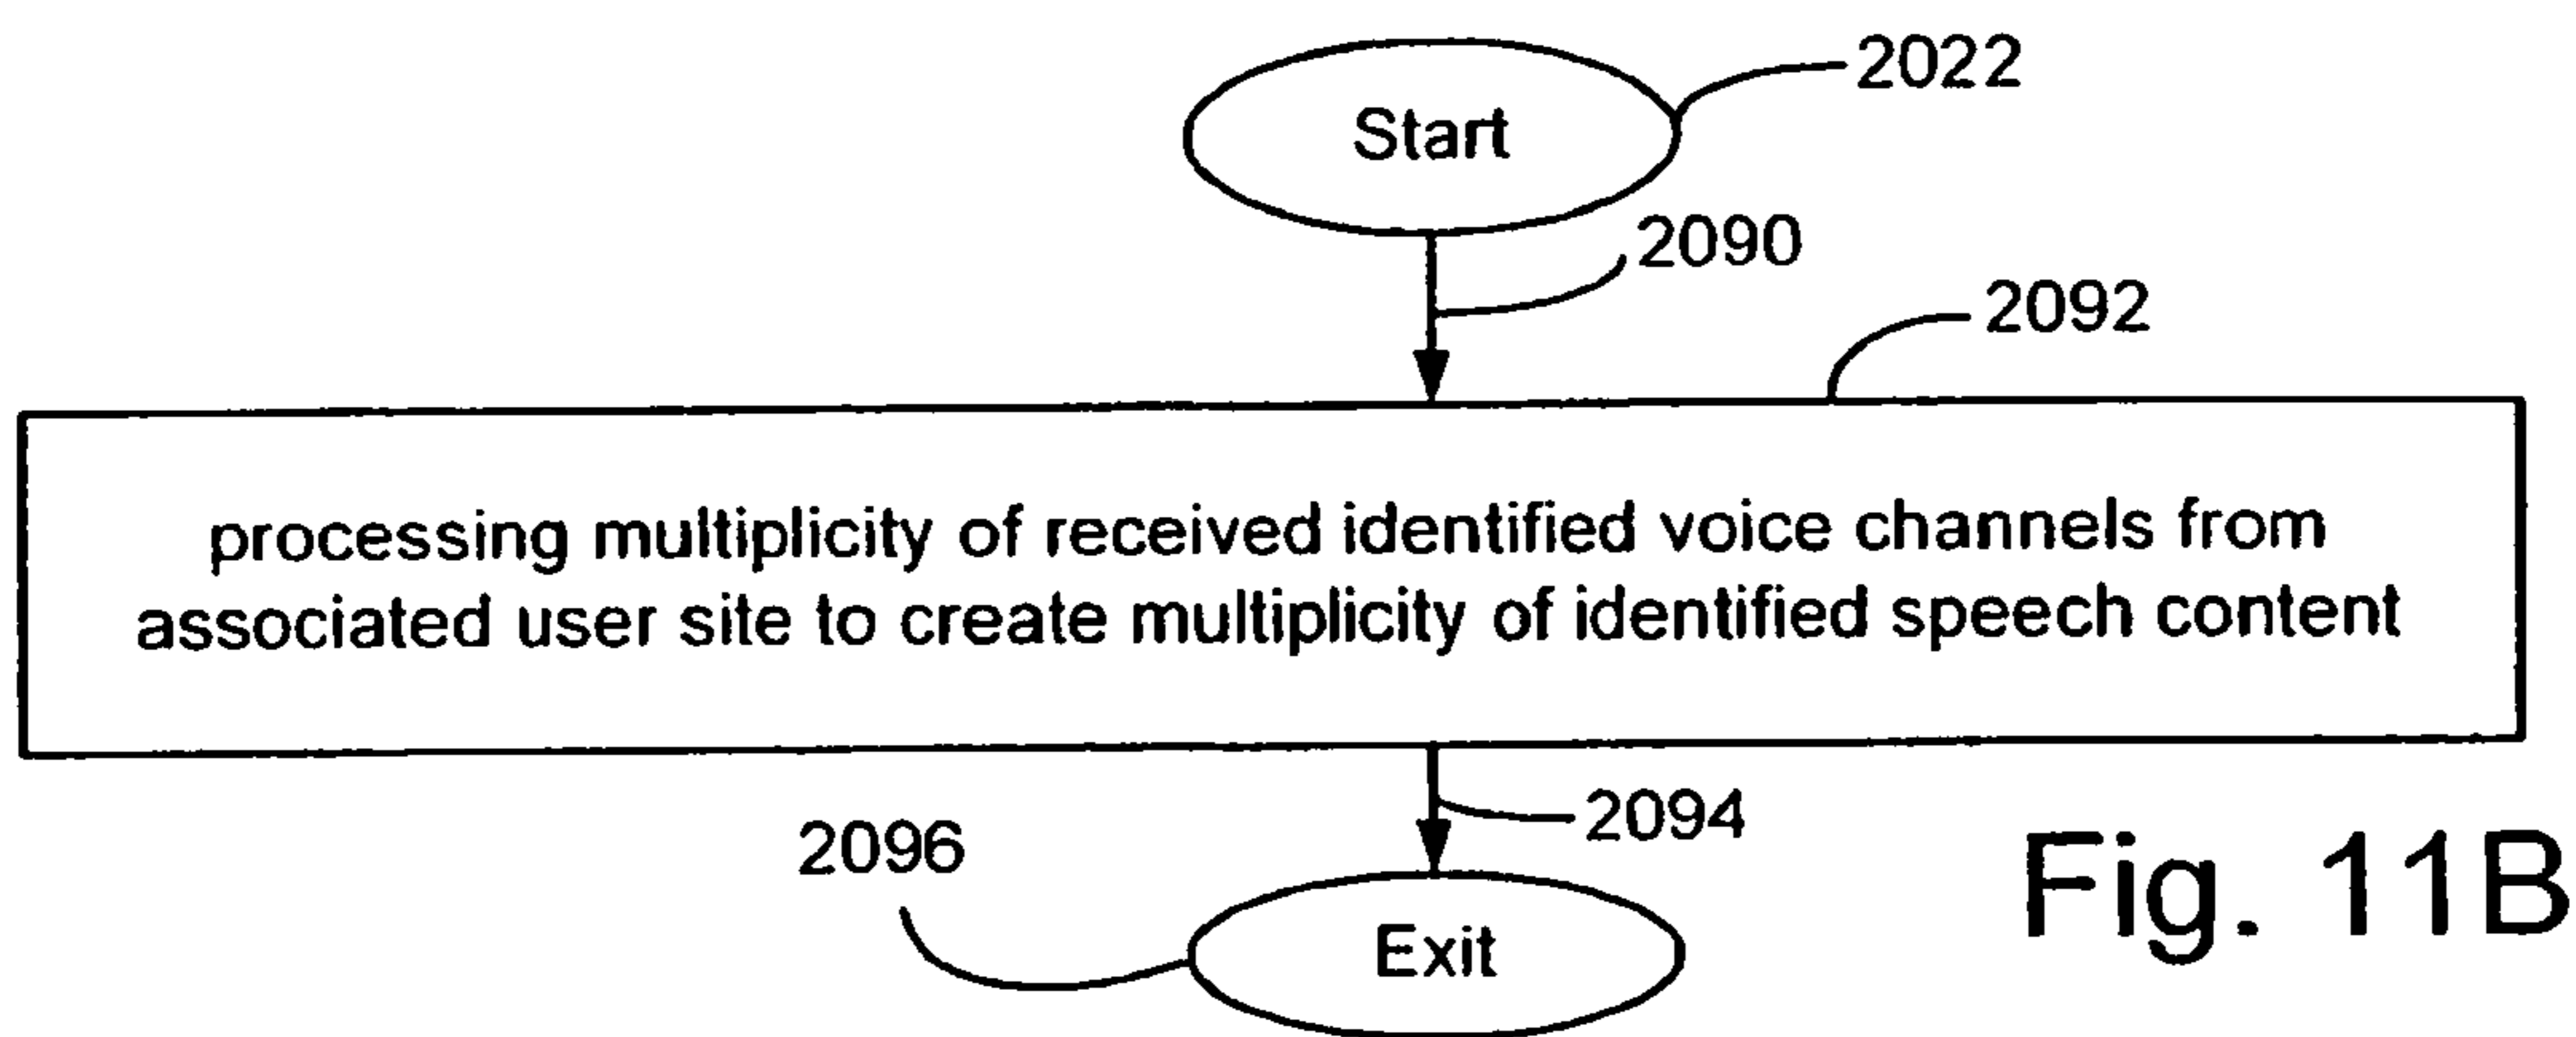 2022
Start
2090
2092
processing multiplicity of received identified voice channels from
associated user site to create multiplicity of identified speech content
2094
2096
Exit
Fig. 11B